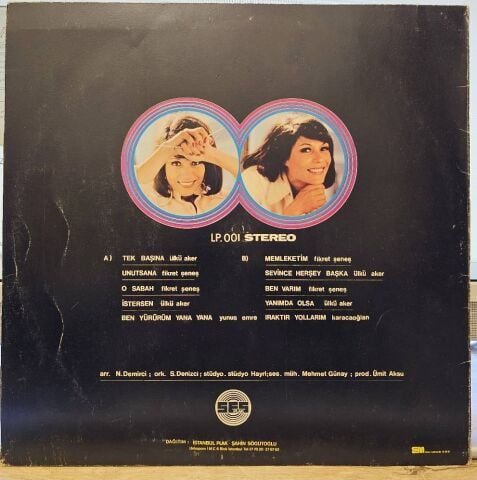 LP. 001 STEREO
A) TEK BAŞINA ülkü aker
UNUTSANA fikret şeneş
O SABAH fikret şeneş
İSTERSEN ülkü aker
BEN YÜRÜRÜM YANA YANA yunus emre
B) MEMLEKETİM fikret şeneş
SEVİNCE HERŞEY BAŞKA ülkü aker
BEN VARIM fikret şeneş
YANIMDA OLSA ülkü aker
IRAKTIR YOLLARIM karacaoğlan
arr. N.Demirci ; ork. S.Denizci ; stüdyo. stüdyo Hayri; ses. müh. Mehmet Günay ; prod. Ümit Aksu
SES
DAĞITIM : İSTANBUL PLAK ŞAHİN SÖĞÜTOĞLU